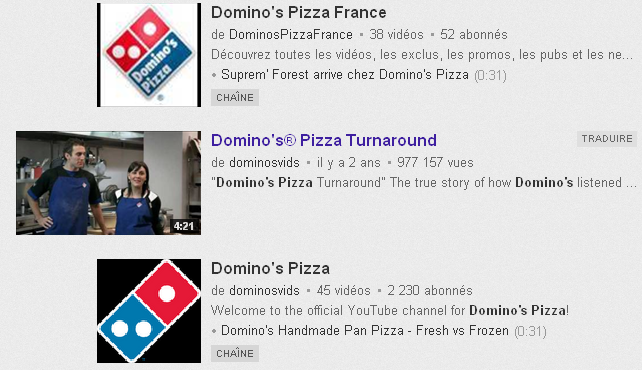 Domino's Pizza
Domino's Pizza France
de DominosPizzaFrance • 38 vidéos • 52 abonnés
Découvrez toutes les vidéos, les exclus, les promos, les pubs et les ne...
• Suprem' Forest arrive chez Domino's Pizza (0:31)
CHAÎNE
4:21
Domino's® Pizza Turnaround
TRADUIRE
de dominosvids • il y a 2 ans • 977 157 vues
"Domino's Pizza Turnaround" The true story of how Domino's listened ...
Domino's Pizza
de dominosvids • 45 vidéos • 2 230 abonnés
Welcome to the official YouTube channel for Domino's Pizza!
• Domino's Handmade Pan Pizza - Fresh vs Frozen (0:31)
CHAÎNE